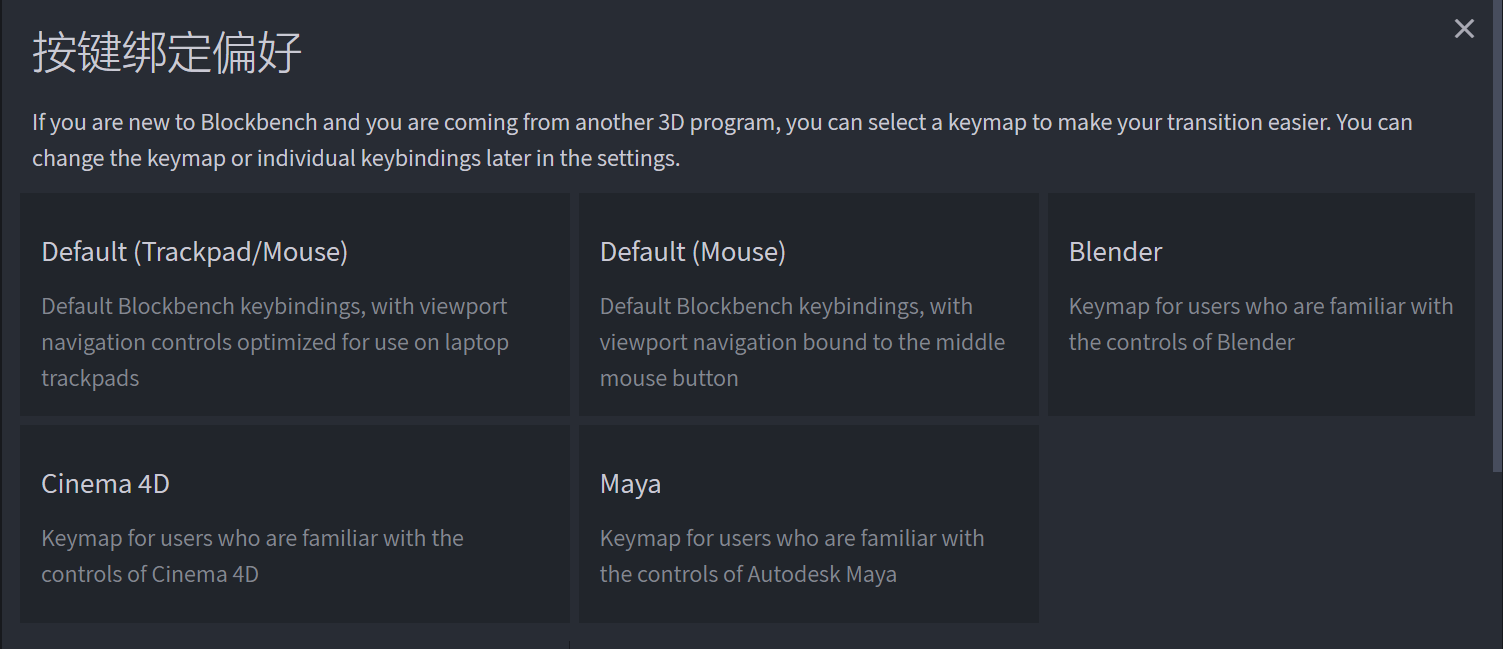 按键绑定偏好
If you are new to Blockbench and you are coming from another 3D program, you can select a keymap to make your transition easier. You can
change the keymap or individual keybindings later in the settings.
Default (Trackpad/Mouse)
Default Blockbench keybindings, with viewport
navigation controls optimized for use on laptop
trackpads
Default (Mouse)
Default Blockbench keybindings, with
viewport navigation bound to the middle
mouse button
Blender
Keymap for users who are familiar with
the controls of Blender
Cinema 4D
Keymap for users who are familiar with the
controls of Cinema 4D
Maya
Keymap for users who are familiar with
the controls of Autodesk Maya